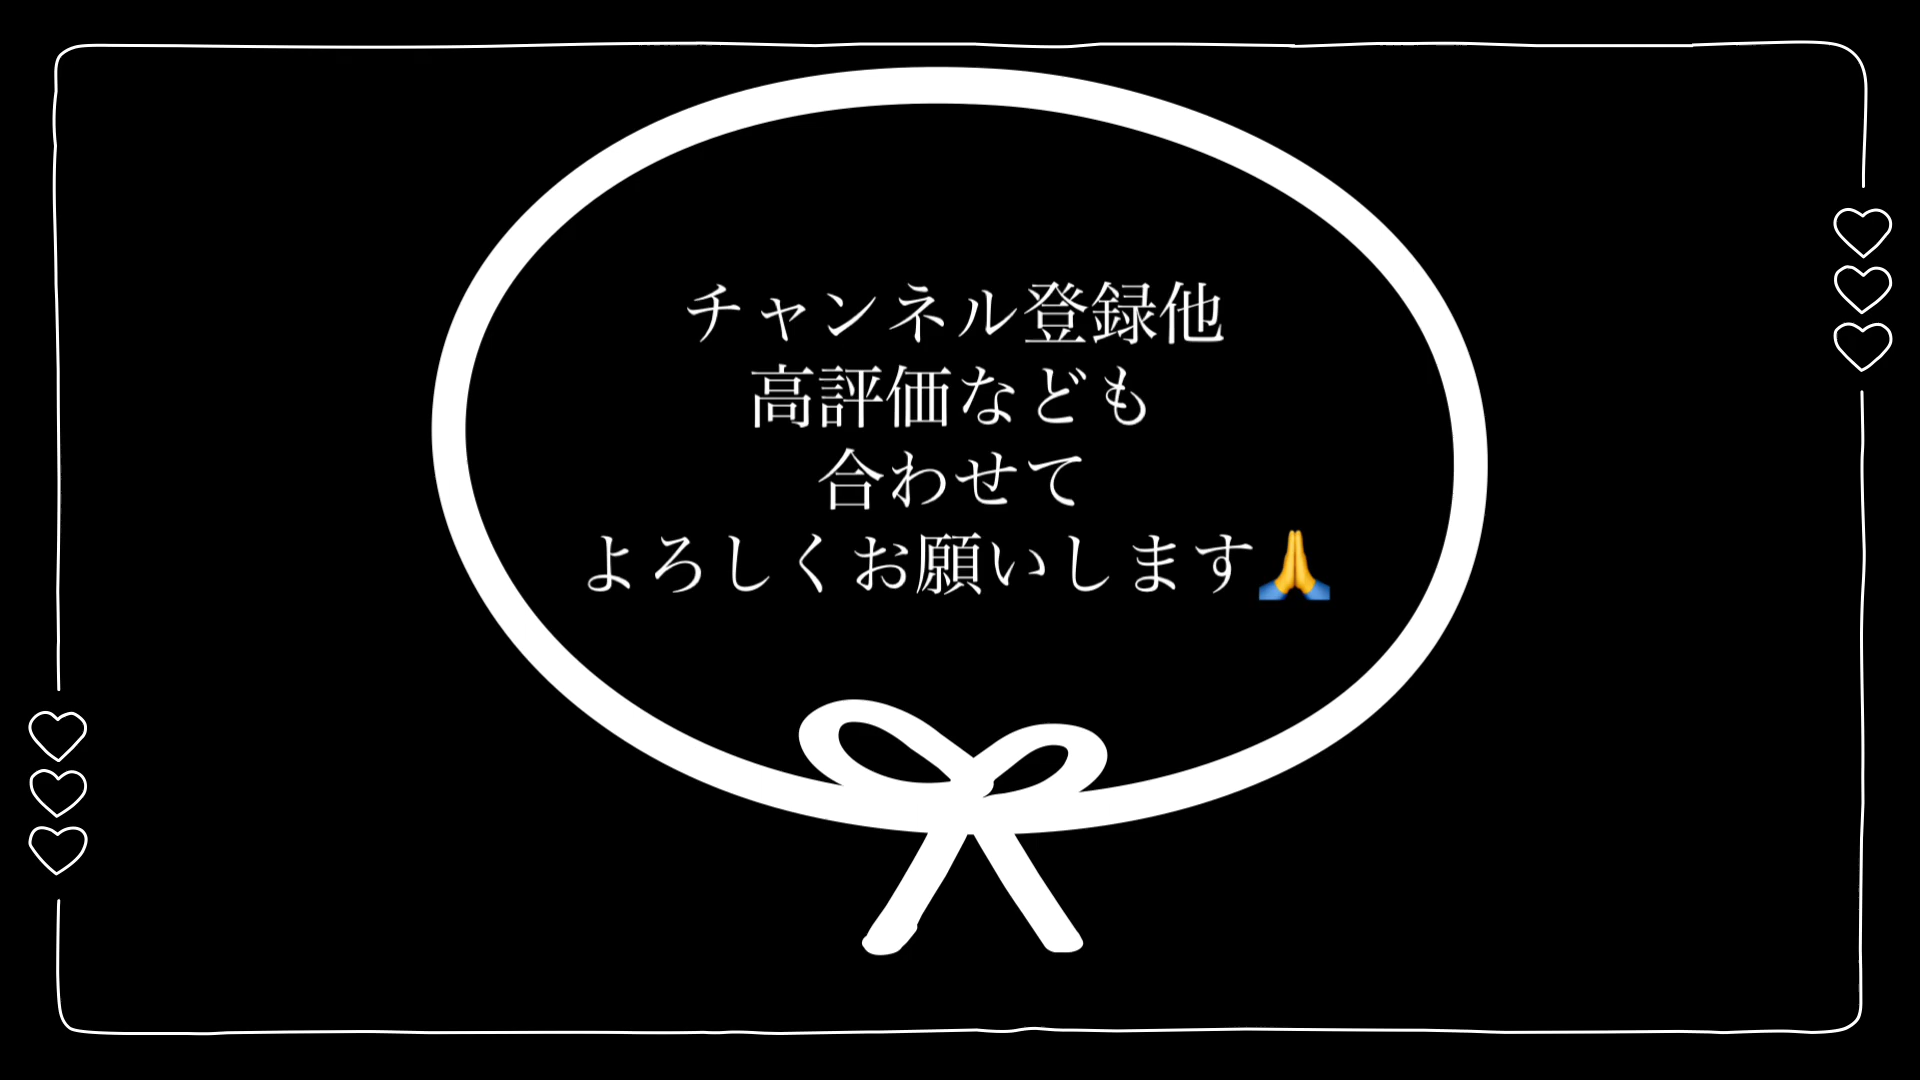 チャンネル登録他
高評価なども
合わせて
よろしくお願いします🙏